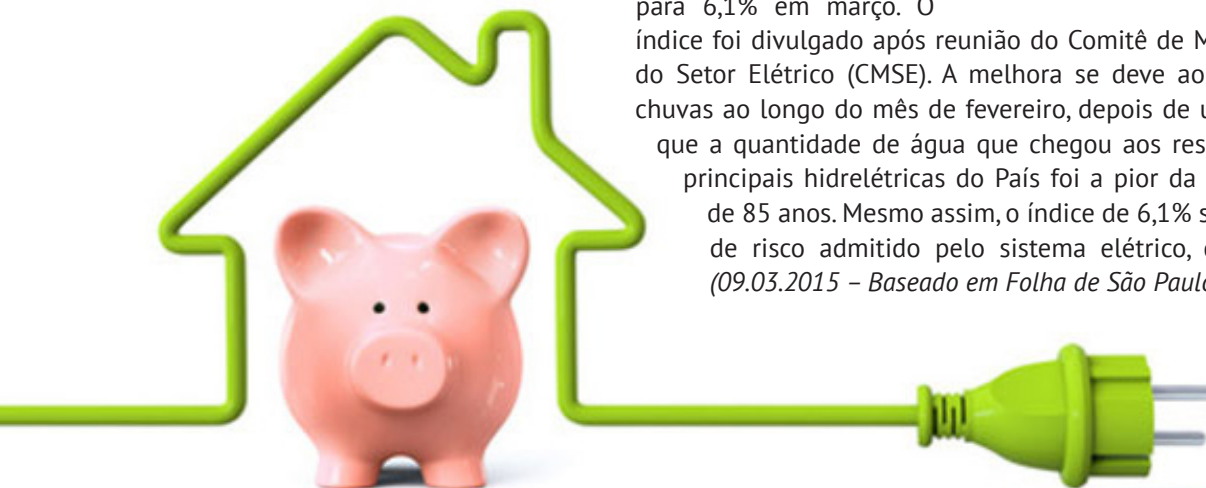 para 6,1% em março. O
índice foi divulgado após reunião do Comitê de
do Setor Elétrico (CMSE). A melhora se deve ao
chuvas ao longo do mês de fevereiro, depois de
que a quantidade de água que chegou aos
principais hidrelétricas do País foi a pior da
de 85 anos. Mesmo assim, o índice de 6,1%
de risco admitido pelo sistema elétrico,
(09.03.2015 – Baseado em Folha de São Paulo